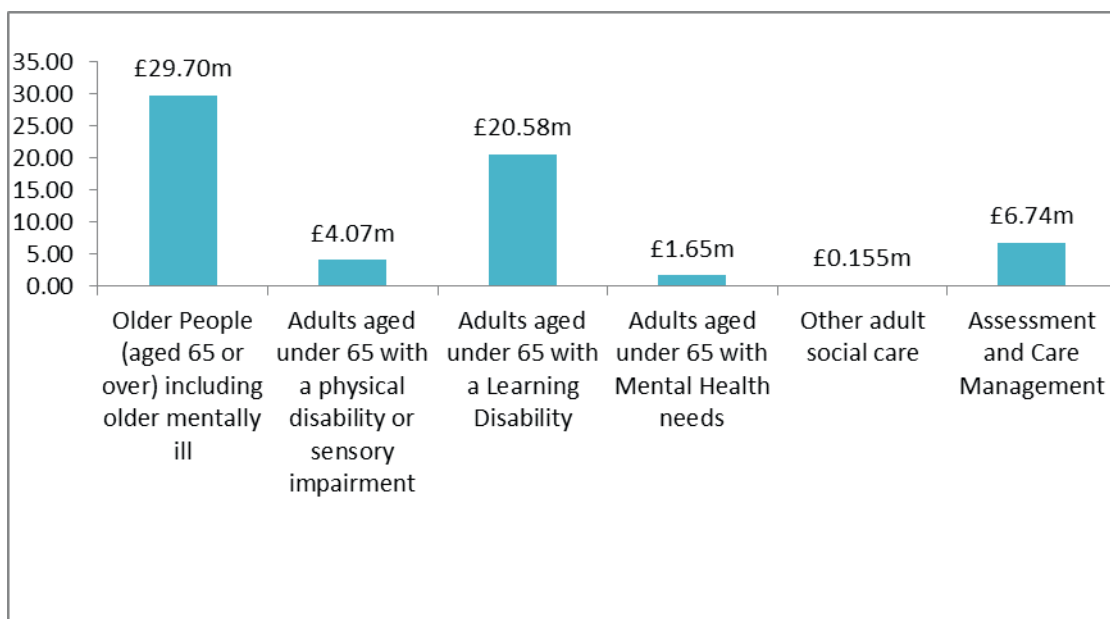 35.00
30.00
25.00
20.00
15.00
10.00
5.00
0.00
£29.70m
£4.07m
£20.58m
£1.65m
£0.155m
£6.74m
Older People
(aged 65 or
over) including
older mentally
ill
Adults aged
under 65 with
a physical
disability or
sensory
impairment
Adults aged
under 65 with
a Learning
Disability
Adults aged
under 65 with
Mental Health
needs
Other adult
social care
Assessment
and Care
Management